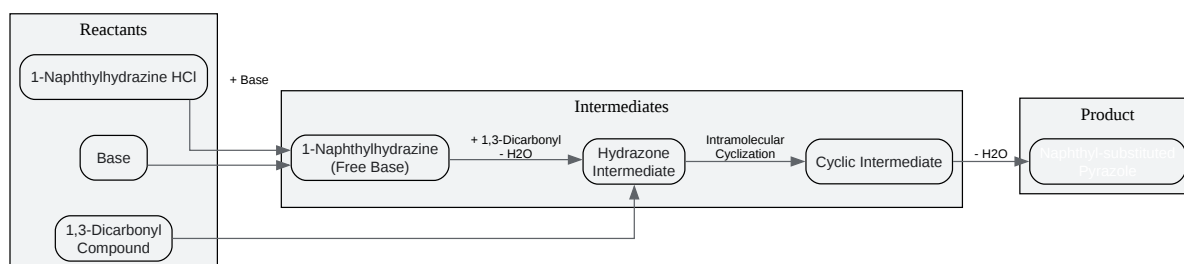 Reactants
1-Naphthylhydrazine HCl
+ Base
Base
1,3-Dicarbonyl
Compound
Intermediates
1-Naphthylhydrazine
(Free Base)
+ 1,3-Dicarbonyl
- H2O
Hydrazone
Intermediate
Intramolecular
Cyclization
Cyclic Intermediate
- H2O
Product
Naphthyl-substituted
Pyrazole